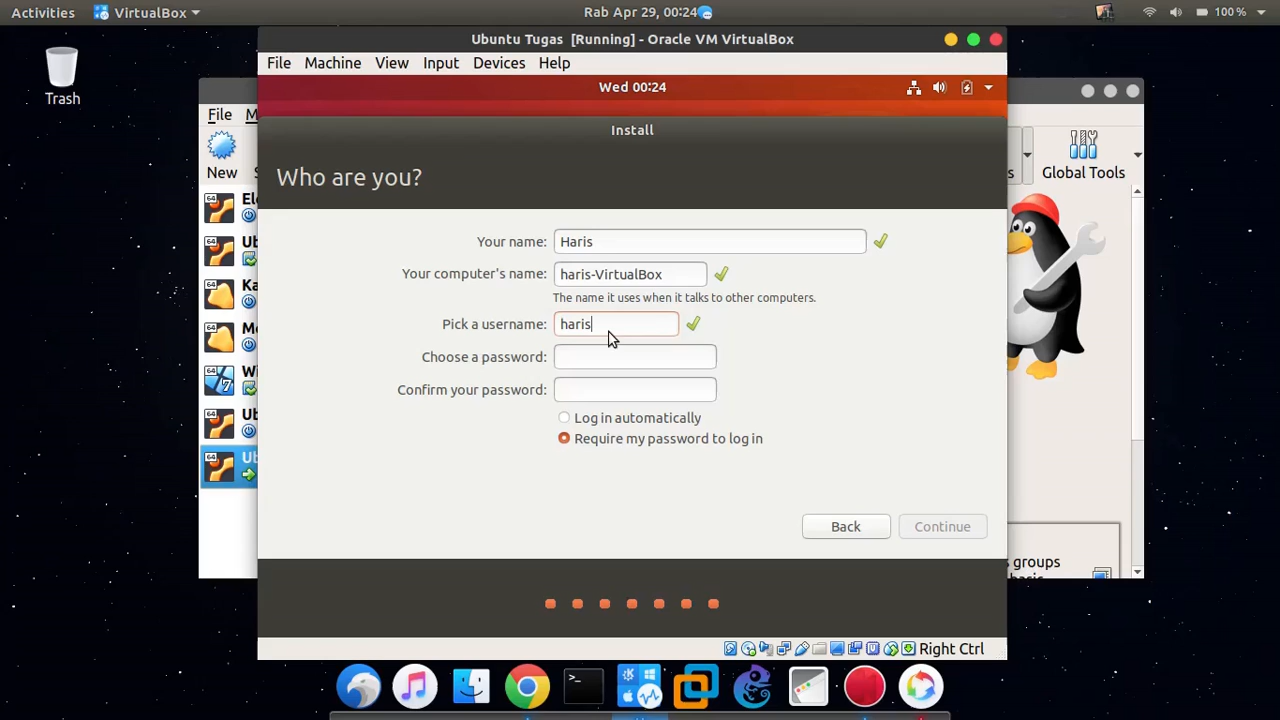 Activities VirtualBox Rab Apr 29, 00:24 100 %
Trash
Ubuntu Tugas [Running] - Oracle VM VirtualBox
File Machine View Input Devices Help
Wed 00:24
File
New
Global Tools
Install
Who are you?
Your name: Haris
Your computer's name: haris-VirtualBox
The name it uses when it talks to other computers.
Pick a username: haris
Choose a password:
Confirm your password:
Log in automatically
Require my password to log in
Back Continue
groups
Right Ctrl